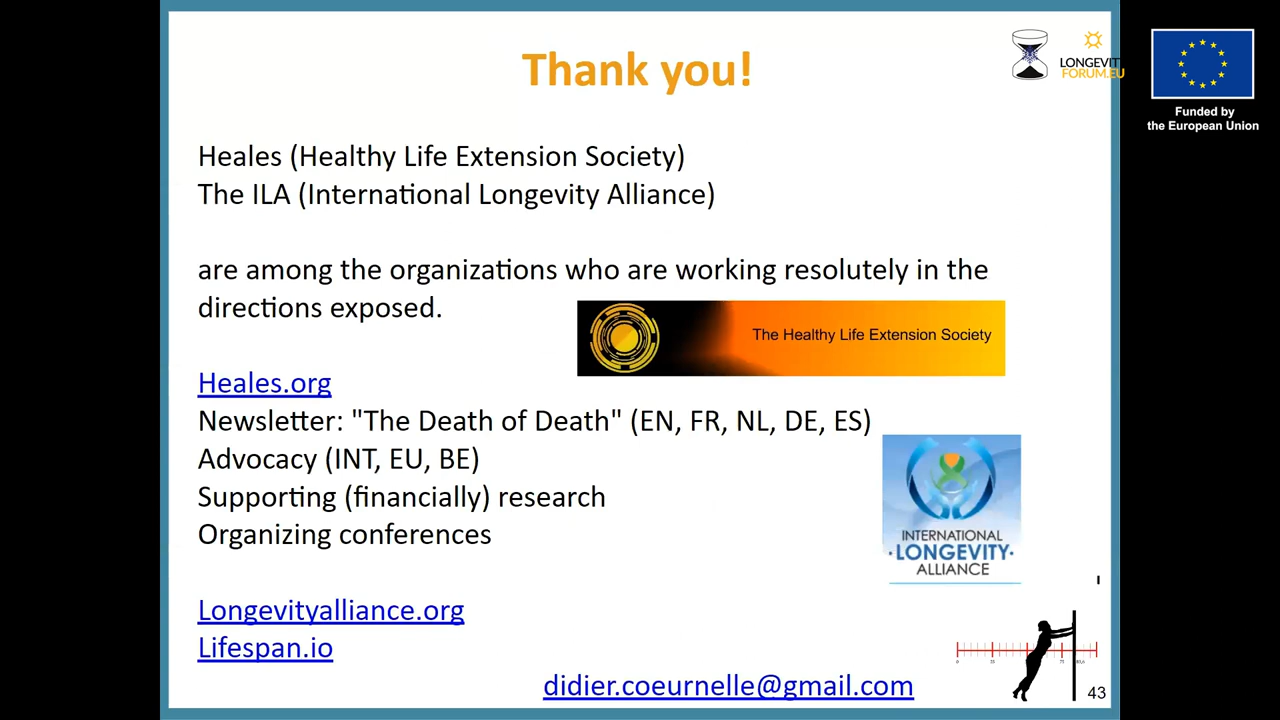 Thank you!
LONGEVIT
FORUM.EU
Funded by
the European Union
Heales (Healthy Life Extension Society)
The ILA (International Longevity Alliance)
are among the organizations who are working resolutely in the
directions exposed.
The Healthy Life Extension Society
Heales.org
Newsletter: "The Death of Death" (EN, FR, NL, DE, ES)
Advocacy (INT, EU, BE)
Supporting (financially) research
Organizing conferences
INTERNATIONAL
·LONGEVITY·
ALLIANCE
Longevityalliance.org
Lifespan.io
didier.coeurnelle@gmail.com
43